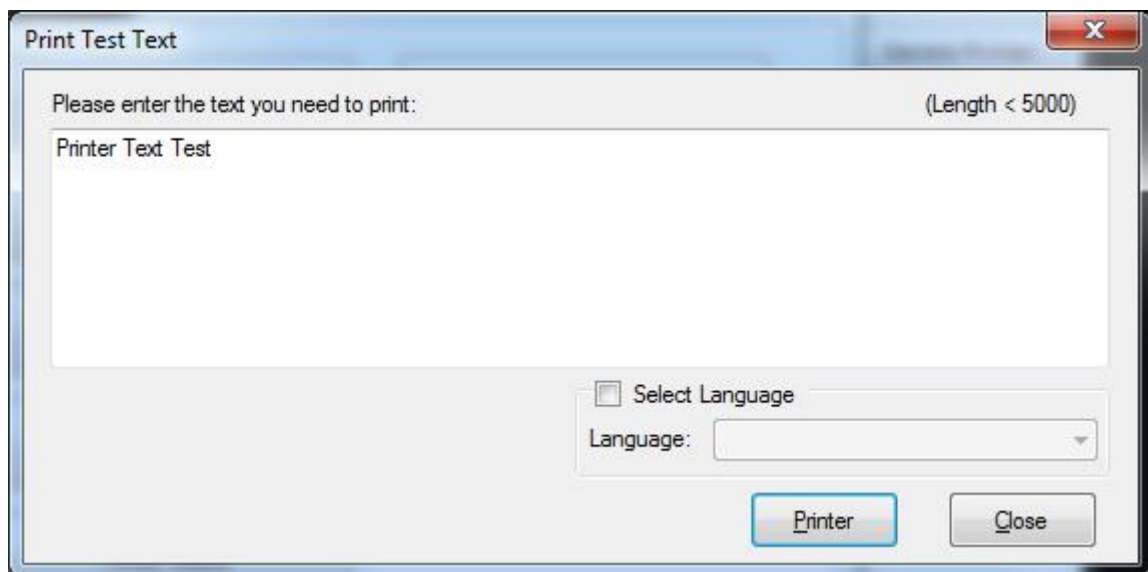 Print Test Text
Please enter the text you need to print: (Length < 5000)
Printer Text Test
Select Language
Language:
Printer
Close